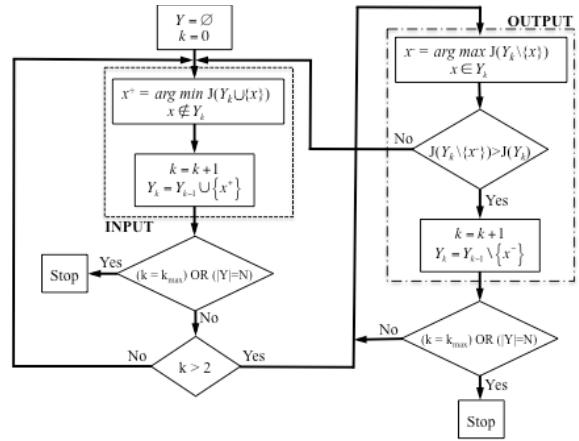 Y = ∅
k = 0
x⁺ = arg min J(Yₖ∪{x})
x ∉ Yₖ
k = k + 1
Yₖ = Yₖ₋₁ ∪ {x⁺}
INPUT
(k = kₘₐₓ) OR (|Y|=N)
Yes
Stop
No
k > 2
No
Yes
OUTPUT
x⁻ = arg max J(Yₖ\{x})
x ∈ Yₖ
J(Yₖ\{x⁻})>J(Yₖ)
No
Yes
k = k + 1
Yₖ = Yₖ₋₁ \ {x⁻}
(k = kₘₐₓ) OR (|Y|=N)
No
Yes
Stop